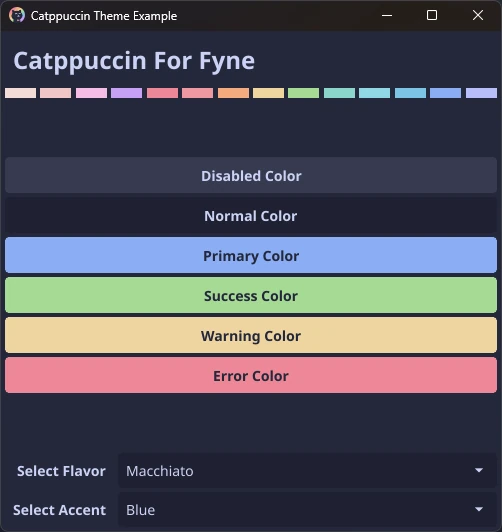 Catppuccin Theme Example
Catppuccin For Fyne
Disabled Color
Normal Color
Primary Color
Success Color
Warning Color
Error Color
Select Flavor Macchiato
Select Accent Blue